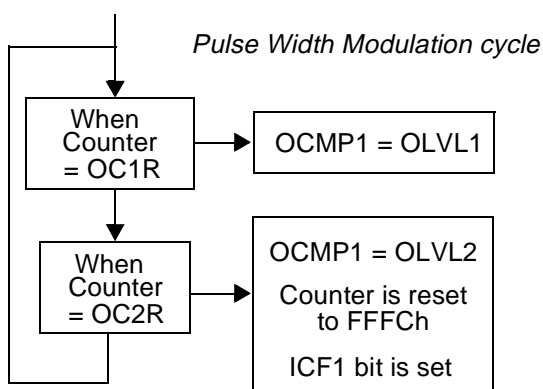 Pulse Width Modulation cycle
When
Counter
= OC1R
OCMP1 = OLVL1
When
Counter
= OC2R
OCMP1 = OLVL2
Counter is reset
to FFFCh
ICF1 bit is set